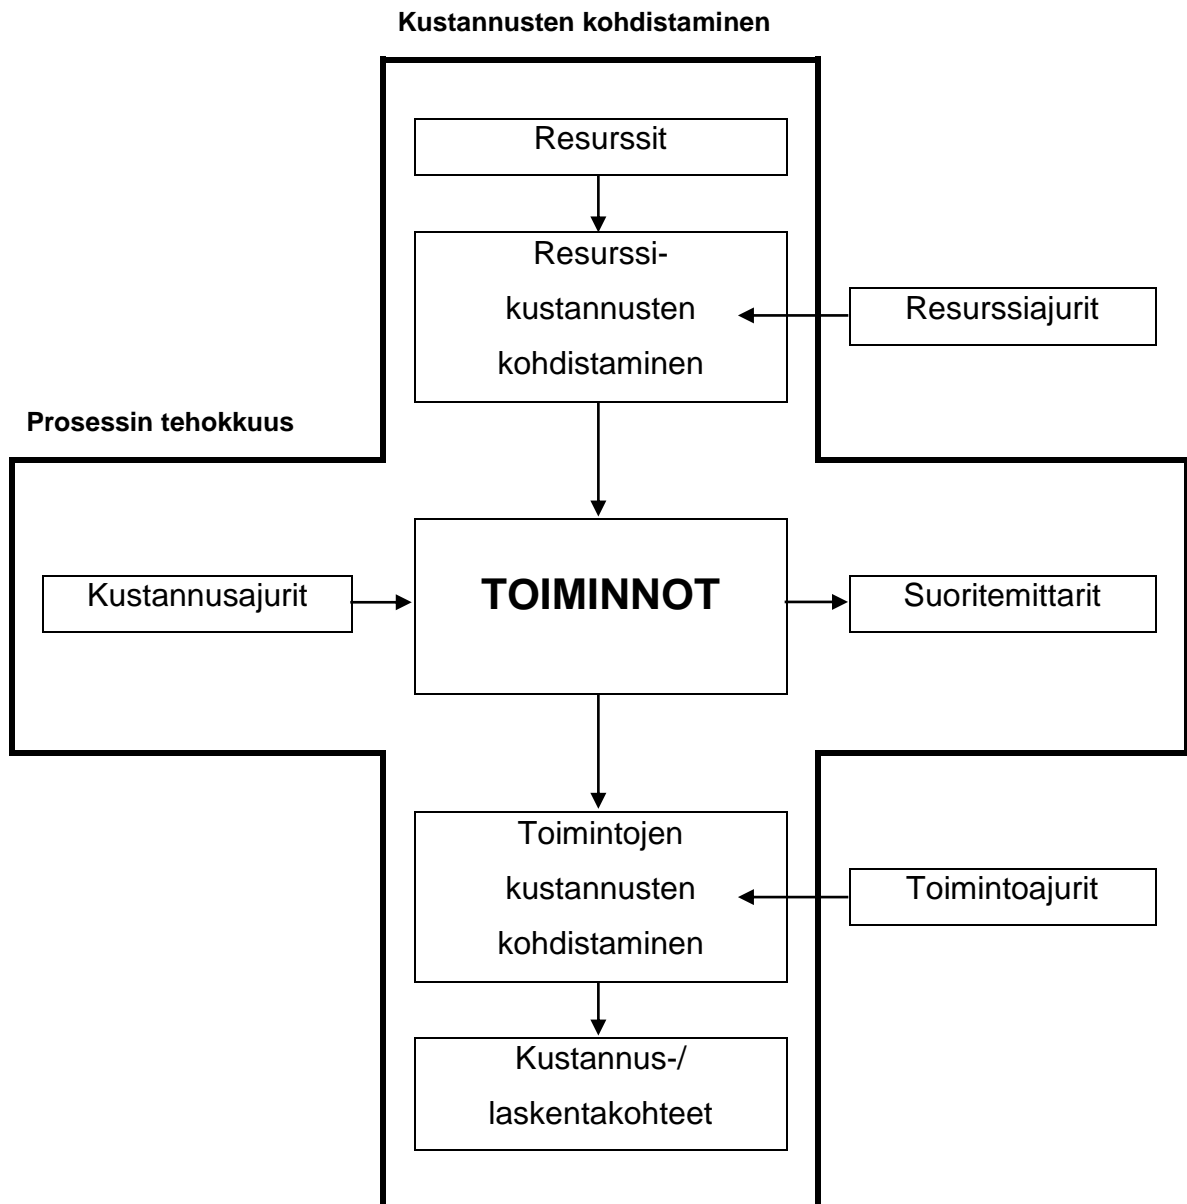 Kustannusten kohdistaminen
Resurssit
Resurssi-
kustannusten
kohdistaminen
Resurssiajurit
Prosessin tehokkuus
Kustannusajurit
TOIMINNOT
Suoritemittarit
Toimintojen
kustannusten
kohdistaminen
Toimintoajurit
Kustannus-/
laskentakohteet